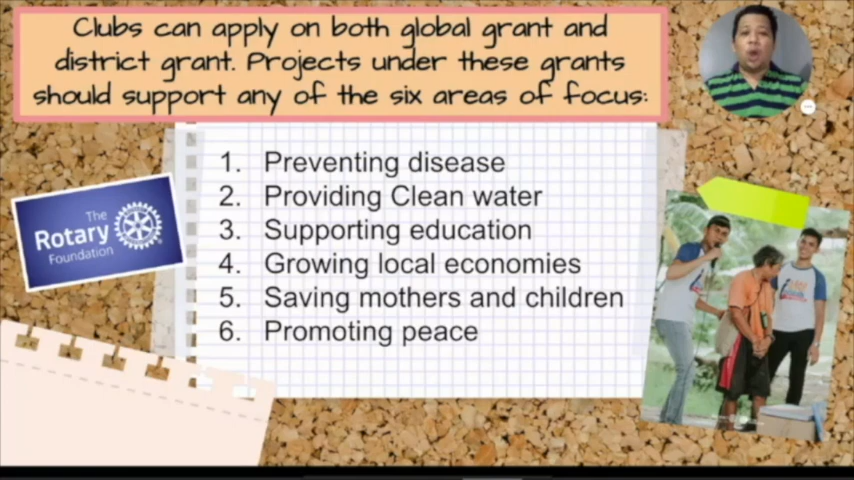 Clubs can apply on both global grant and
district grant. Projects under these grants
should support any of the six areas of focus:
1. Preventing disease
2. Providing Clean water
3. Supporting education
4. Growing local economies
5. Saving mothers and children
6. Promoting peace
The
Rotary
Foundation